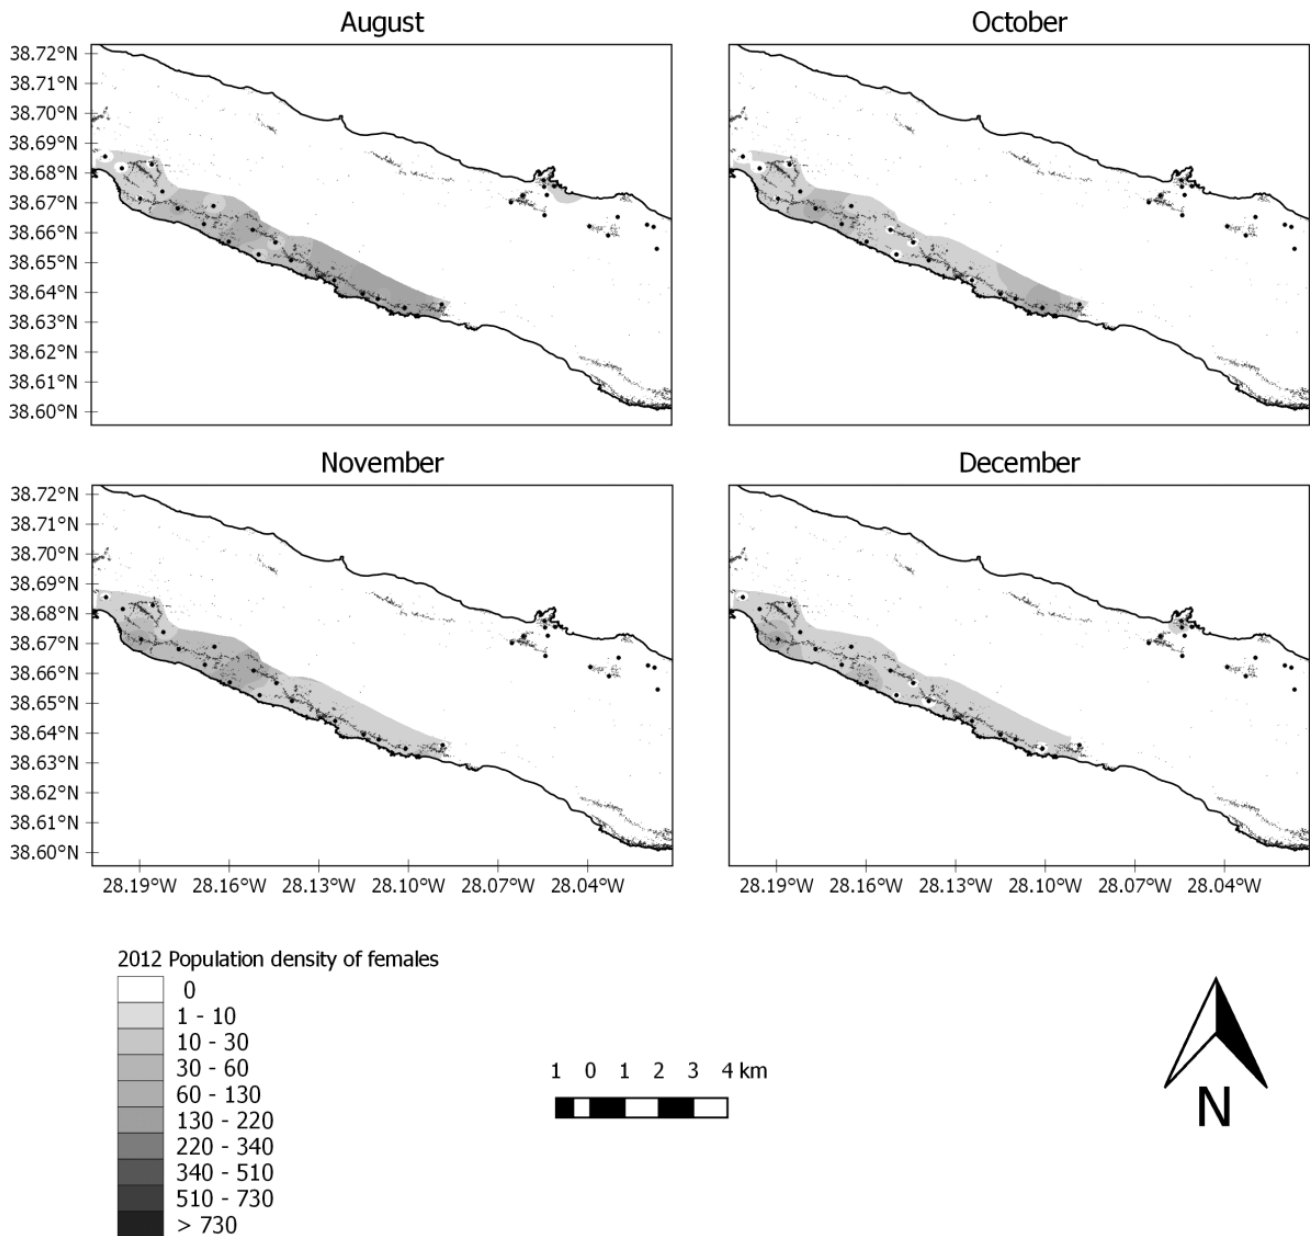 August
October
38.72°N
38.71°N
38.70°N
38.69°N
38.68°N
38.67°N
38.66°N
38.65°N
38.64°N
38.63°N
38.62°N
38.61°N
38.60°N
November
December
38.72°N
38.71°N
38.70°N
38.69°N
38.68°N
38.67°N
38.66°N
38.65°N
38.64°N
38.63°N
38.62°N
38.61°N
38.60°N
28.19°W 28.16°W 28.13°W 28.10°W 28.07°W 28.04°W
28.19°W 28.16°W 28.13°W 28.10°W 28.07°W 28.04°W
2012 Population density of females
0
1 - 10
10 - 30
30 - 60
60 - 130
130 - 220
220 - 340
340 - 510
510 - 730
> 730
1 0 1 2 3 4 km
N